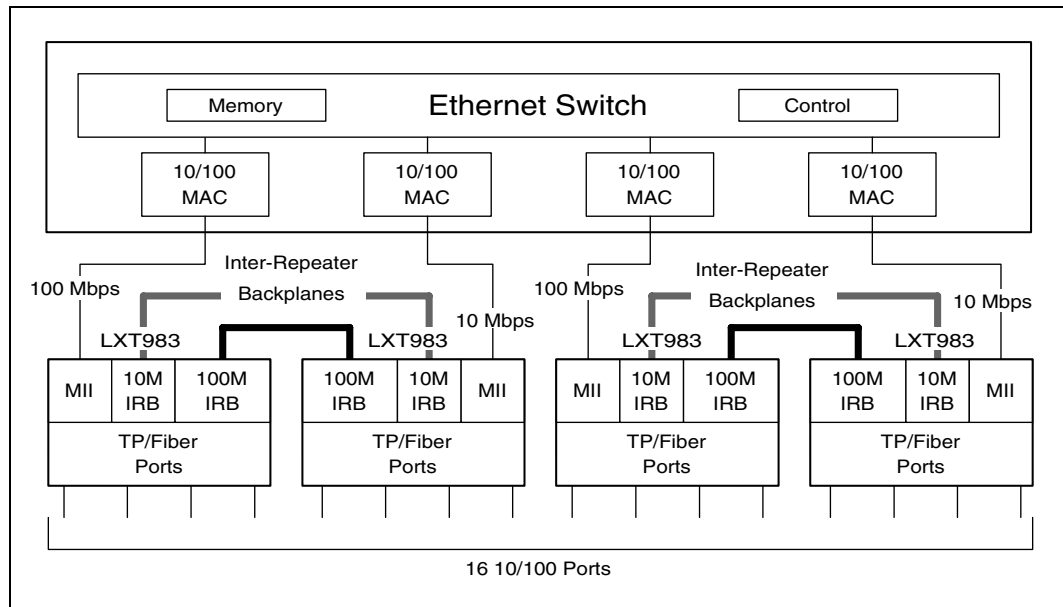 Memory
Ethernet Switch
Control
10/100
MAC
10/100
MAC
10/100
MAC
10/100
MAC
100 Mbps
Inter-Repeater
Backplanes
10 Mbps
100 Mbps
Inter-Repeater
Backplanes
10 Mbps
LXT983
LXT983
LXT983
LXT983
MII
10M
IRB
100M
IRB
100M
IRB
10M
IRB
MII
MII
10M
IRB
100M
IRB
100M
IRB
10M
IRB
MII
TP/Fiber
Ports
TP/Fiber
Ports
TP/Fiber
Ports
TP/Fiber
Ports
16 10/100 Ports